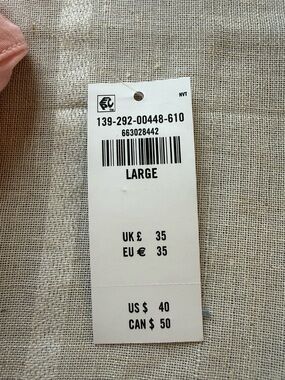 NVT
139-292-00448-610
663028442
LARGE
UK £ 35
EU € 35
US $ 40
CAN $ 50